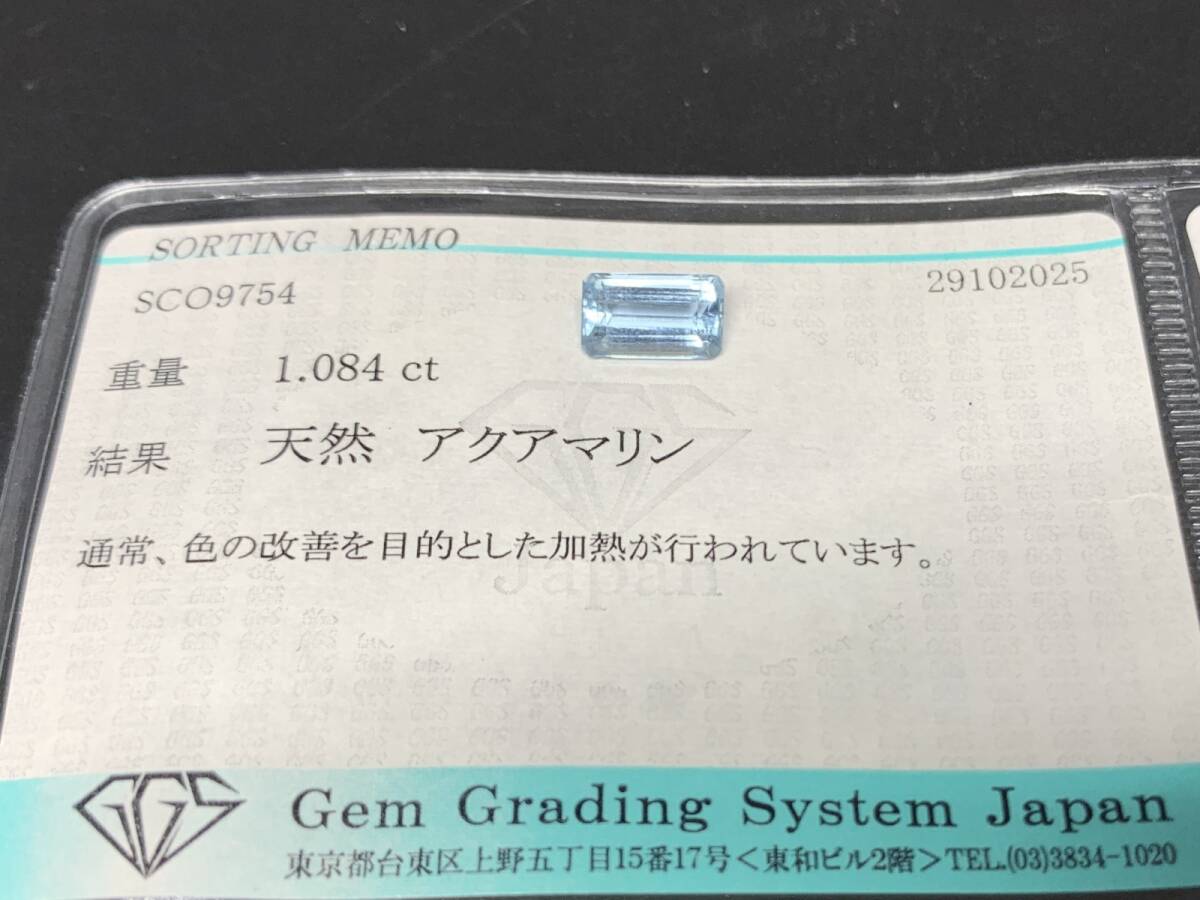 SORTING MEMO
SCO9754 29102025
重量 1.084 ct
結果 天然 アクアマリン
通常、色の改善を目的とした加熱が行われています。
Japan
GGS Gem Grading System Japan
東京都台東区上野五丁目15番17号<東和ビル2階>TEL.(03)3834-1020